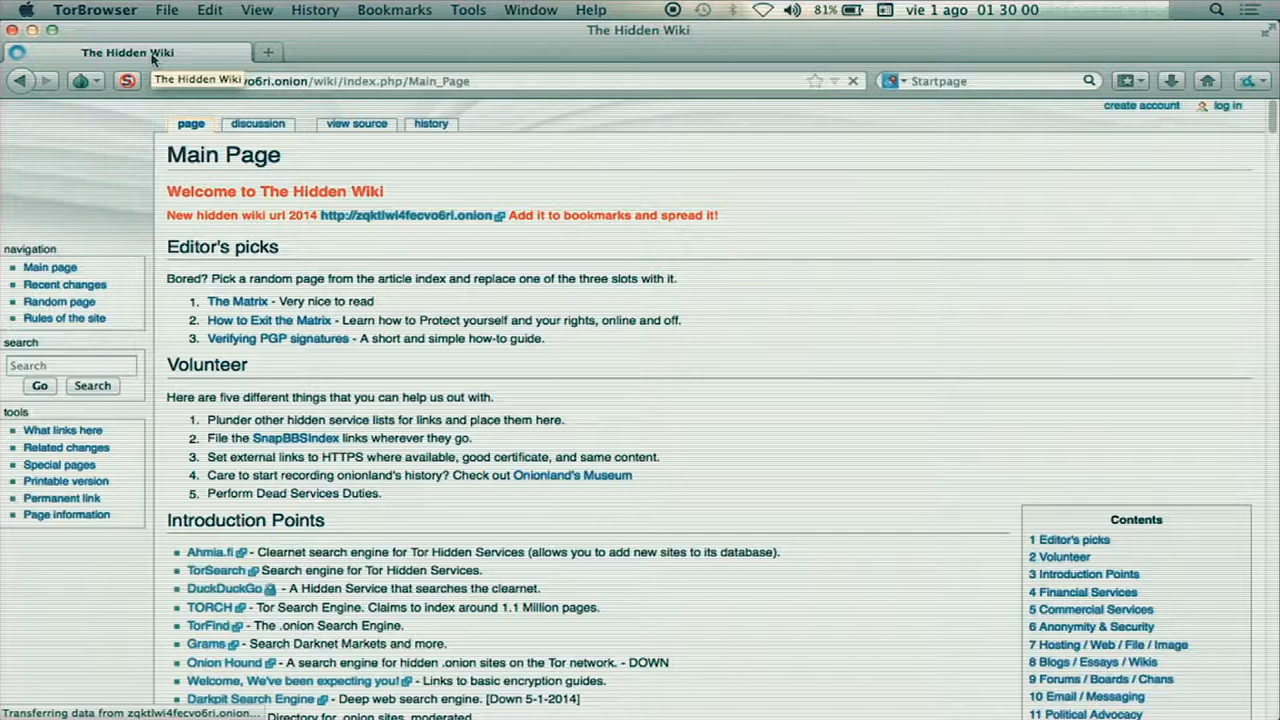 TorBrowser File Edit View History Bookmarks Tools Window Help 81% vie 1 ago 01 30 00
The Hidden Wiki
The Hidden Wiki
The Hidden Wiki
vo6ri.onion/wiki/index.php/Main_Page
Startpage
create account log in
page discussion view source history
Main Page
Welcome to The Hidden Wiki
New hidden wiki url 2014 http://zqktlwi4fecvo6ri.onion Add it to bookmarks and spread it!
navigation
Main page
Recent changes
Random page
Rules of the site
search
Search
Go Search
tools
What links here
Related changes
Special pages
Printable version
Permanent link
Page information
Editor's picks
Bored? Pick a random page from the article index and replace one of the three slots with it.
1. The Matrix - Very nice to read
2. How to Exit the Matrix - Learn how to Protect yourself and your rights, online and off.
3. Verifying PGP signatures - A short and simple how-to guide.
Volunteer
Here are five different things that you can help us out with.
1. Plunder other hidden service lists for links and place them here.
2. File the SnapBBSIndex links wherever they go.
3. Set external links to HTTPS where available, good certificate, and same content.
4. Care to start recording onionland's history? Check out Onionland's Museum
5. Perform Dead Services Duties.
Introduction Points
Ahmia.fi - Clearnet search engine for Tor Hidden Services (allows you to add new sites to its database).
TorSearch Search engine for Tor Hidden Services.
DuckDuckGo - A Hidden Service that searches the clearnet.
TORCH - Tor Search Engine. Claims to index around 1.1 Million pages.
TorFind - The .onion Search Engine.
Grams - Search Darknet Markets and more.
Onion Hound - A search engine for hidden .onion sites on the Tor network. - DOWN
Welcome, We've been expecting you! - Links to basic encryption guides.
Darkpit Search Engine - Deep web search engine. [Down 5-1-2014]
Directory for .onion sites, moderated.
Contents
1 Editor's picks
2 Volunteer
3 Introduction Points
4 Financial Services
5 Commercial Services
6 Anonymity & Security
7 Hosting / Web / File / Image
8 Blogs / Essays / Wikis
9 Forums / Boards / Chans
10 Email / Messaging
11 Political Advocacy
Transferring data from zqktlwi4fecvo6ri.onion...